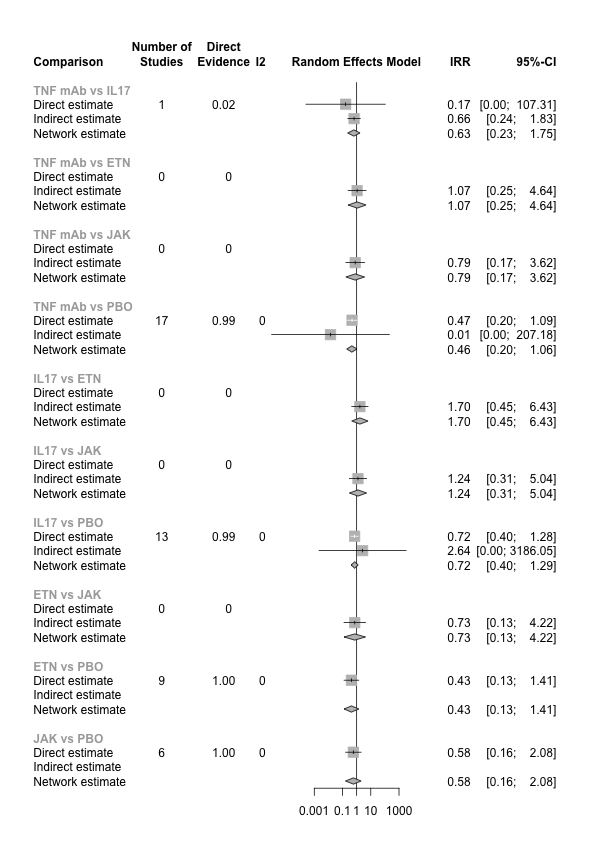 Number of Direct
Comparison Studies Evidence I2 Random Effects Model IRR 95%-CI
TNF mAb vs IL17
Direct estimate 1 0.02 0.17 [0.00; 107.31]
Indirect estimate 0.66 [0.24; 1.83]
Network estimate 0.63 [0.23; 1.75]
TNF mAb vs ETN
Direct estimate 0 0
Indirect estimate 1.07 [0.25; 4.64]
Network estimate 1.07 [0.25; 4.64]
TNF mAb vs JAK
Direct estimate 0 0
Indirect estimate 0.79 [0.17; 3.62]
Network estimate 0.79 [0.17; 3.62]
TNF mAb vs PBO
Direct estimate 17 0.99 0 0.47 [0.20; 1.09]
Indirect estimate 0.01 [0.00; 207.18]
Network estimate 0.46 [0.20; 1.06]
IL17 vs ETN
Direct estimate 0 0
Indirect estimate 1.70 [0.45; 6.43]
Network estimate 1.70 [0.45; 6.43]
IL17 vs JAK
Direct estimate 0 0
Indirect estimate 1.24 [0.31; 5.04]
Network estimate 1.24 [0.31; 5.04]
IL17 vs PBO
Direct estimate 13 0.99 0 0.72 [0.40; 1.28]
Indirect estimate 2.64 [0.00; 3186.05]
Network estimate 0.72 [0.40; 1.29]
ETN vs JAK
Direct estimate 0 0
Indirect estimate 0.73 [0.13; 4.22]
Network estimate 0.73 [0.13; 4.22]
ETN vs PBO
Direct estimate 9 1.00 0 0.43 [0.13; 1.41]
Indirect estimate
Network estimate 0.43 [0.13; 1.41]
JAK vs PBO
Direct estimate 6 1.00 0 0.58 [0.16; 2.08]
Indirect estimate
Network estimate 0.58 [0.16; 2.08]
0.001 0.1 1 10 1000